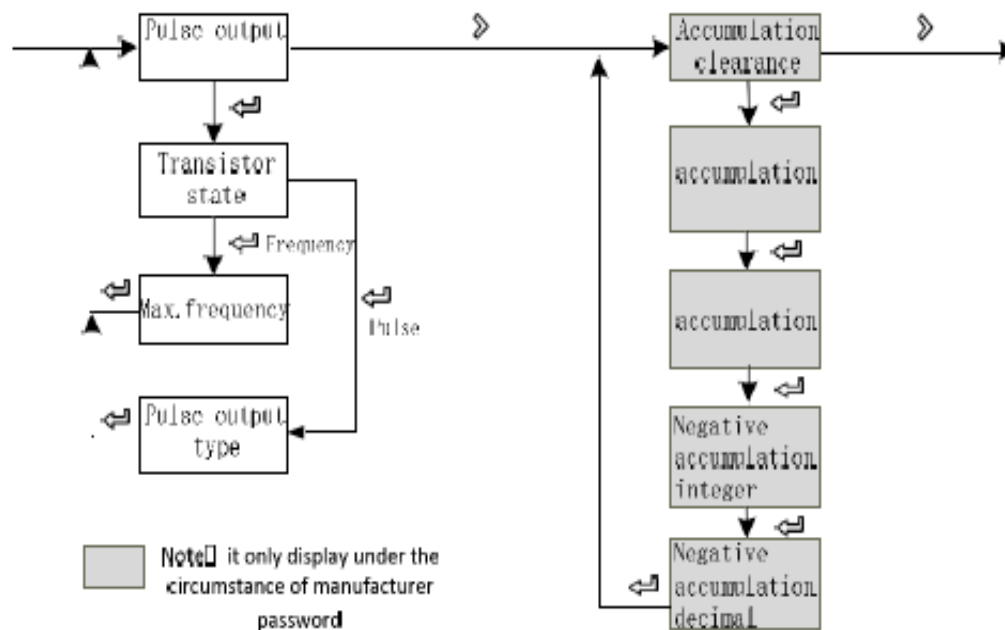 Pulse output
Accumulation
clearance
Transistor
state
accumulation
Frequency
Max.frequency
accumulation
Pulse
Pulse output
type
Negative
accumulation
integer
Note it only display under the
circumstance of manufacturer
password
Negative
accumulation
decimal